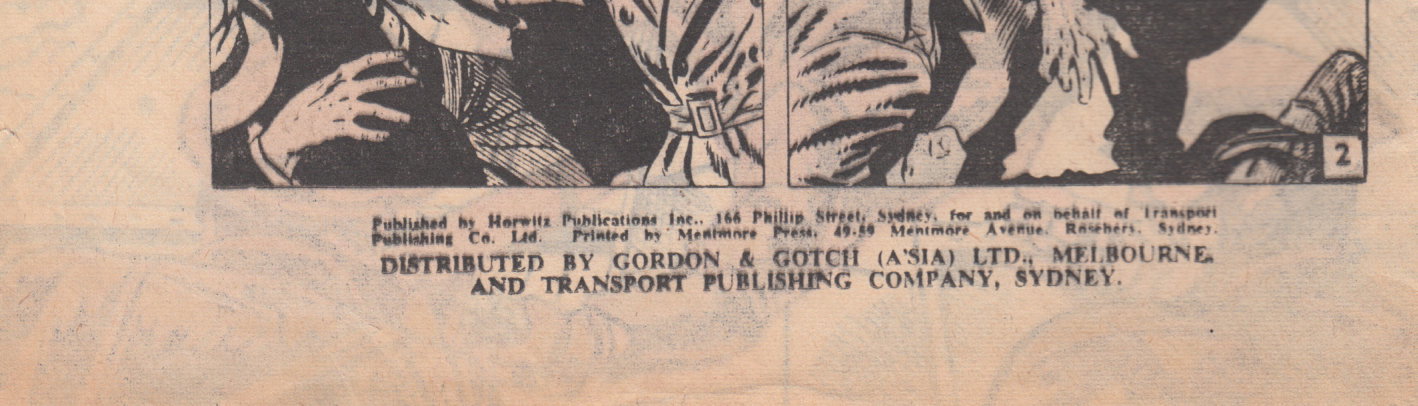 2
Published by Horwitz Publications Inc., 166 Phillip Street, Sydney, for and on behalf of Transport
Publishing Co. Ltd. Printed by Mentmore Press, 49-59 Mentmore Avenue, Rosebery, Sydney.
DISTRIBUTED BY GORDON & GOTCH (A'SIA) LTD., MELBOURNE,
AND TRANSPORT PUBLISHING COMPANY, SYDNEY.